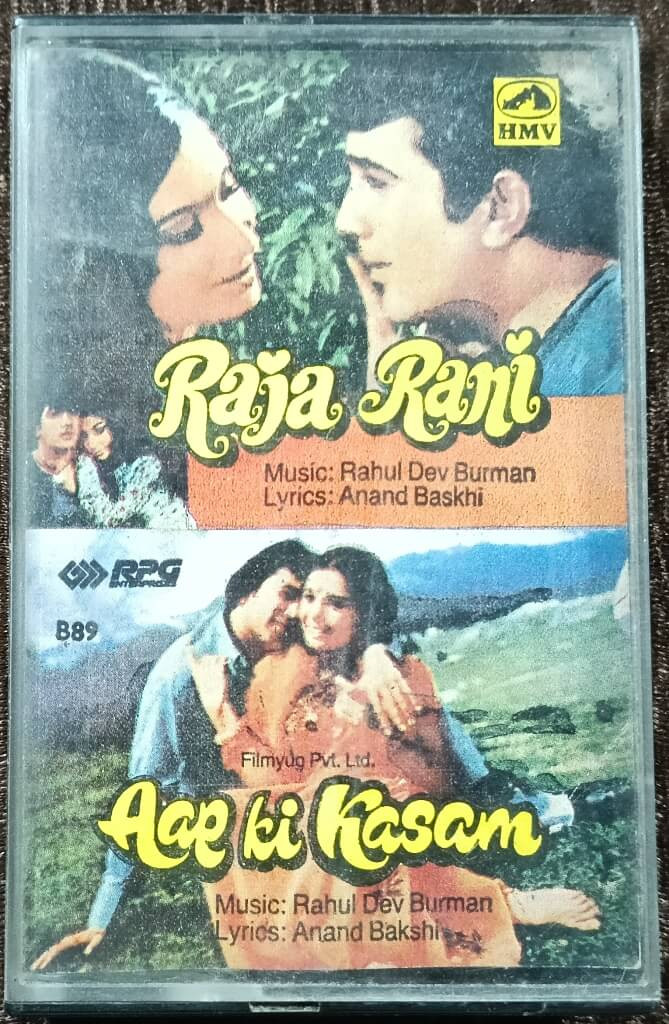 HMV
Raja Rani
Music: Rahul Dev Burman
Lyrics: Anand Baskhi
RPG
ENTERPRISES
B89
Filmyug Pvt. Ltd.
Aap ki Kasam
Music: Rahul Dev Burman
Lyrics: Anand Bakshi